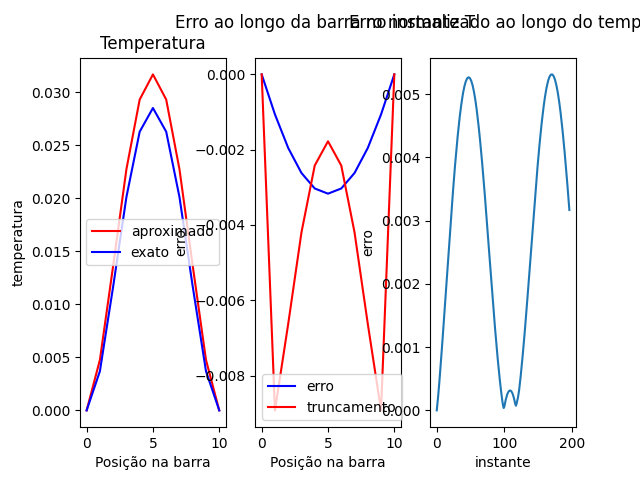 Temperatura
0.030
0.025
0.020
0.015
0.010
0.005
0.000
temperatura
aproximado
exato
0 5 10
Posição na barra
Erro ao longo da barra no instante T
0.000
−0.002
−0.004
−0.006
−0.008
erro
erro
truncamento
0 5 10
Posição na barra
Erro normalizado ao longo do temp
0.005
0.004
0.003
0.002
0.001
0.000
erro
0 100 200
instante